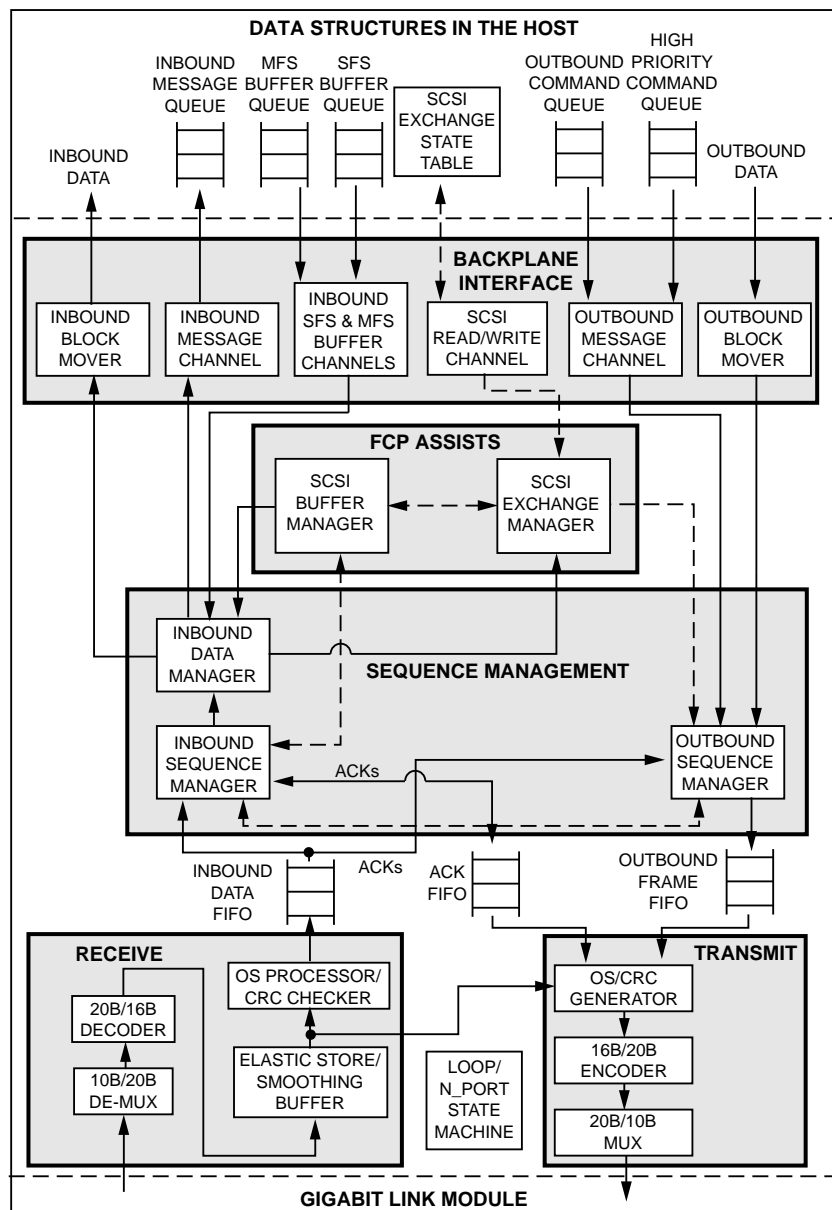 DATA STRUCTURES IN THE HOST
INBOUND
MESSAGE
QUEUE
MFS
BUFFER
QUEUE
SFS
BUFFER
QUEUE
SCSI
EXCHANGE
STATE
TABLE
OUTBOUND
COMMAND
QUEUE
HIGH
PRIORITY
COMMAND
QUEUE
INBOUND
DATA
OUTBOUND
DATA
BACKPLANE
INTERFACE
INBOUND
BLOCK
MOVER
INBOUND
MESSAGE
CHANNEL
INBOUND
SFS & MFS
BUFFER
CHANNELS
SCSI
READ/WRITE
CHANNEL
OUTBOUND
MESSAGE
CHANNEL
OUTBOUND
BLOCK
MOVER
FCP ASSISTS
SCSI
BUFFER
MANAGER
SCSI
EXCHANGE
MANAGER
INBOUND
DATA
MANAGER
SEQUENCE MANAGEMENT
INBOUND
SEQUENCE
MANAGER
ACKs
OUTBOUND
SEQUENCE
MANAGER
INBOUND
DATA
FIFO
ACKs
ACK
FIFO
OUTBOUND
FRAME
FIFO
RECEIVE
OS PROCESSOR/
CRC CHECKER
20B/16B
DECODER
10B/20B
DE-MUX
ELASTIC STORE/
SMOOTHING
BUFFER
LOOP/
N_PORT
STATE
MACHINE
TRANSMIT
OS/CRC
GENERATOR
16B/20B
ENCODER
20B/10B
MUX
GIGABIT LINK MODULE